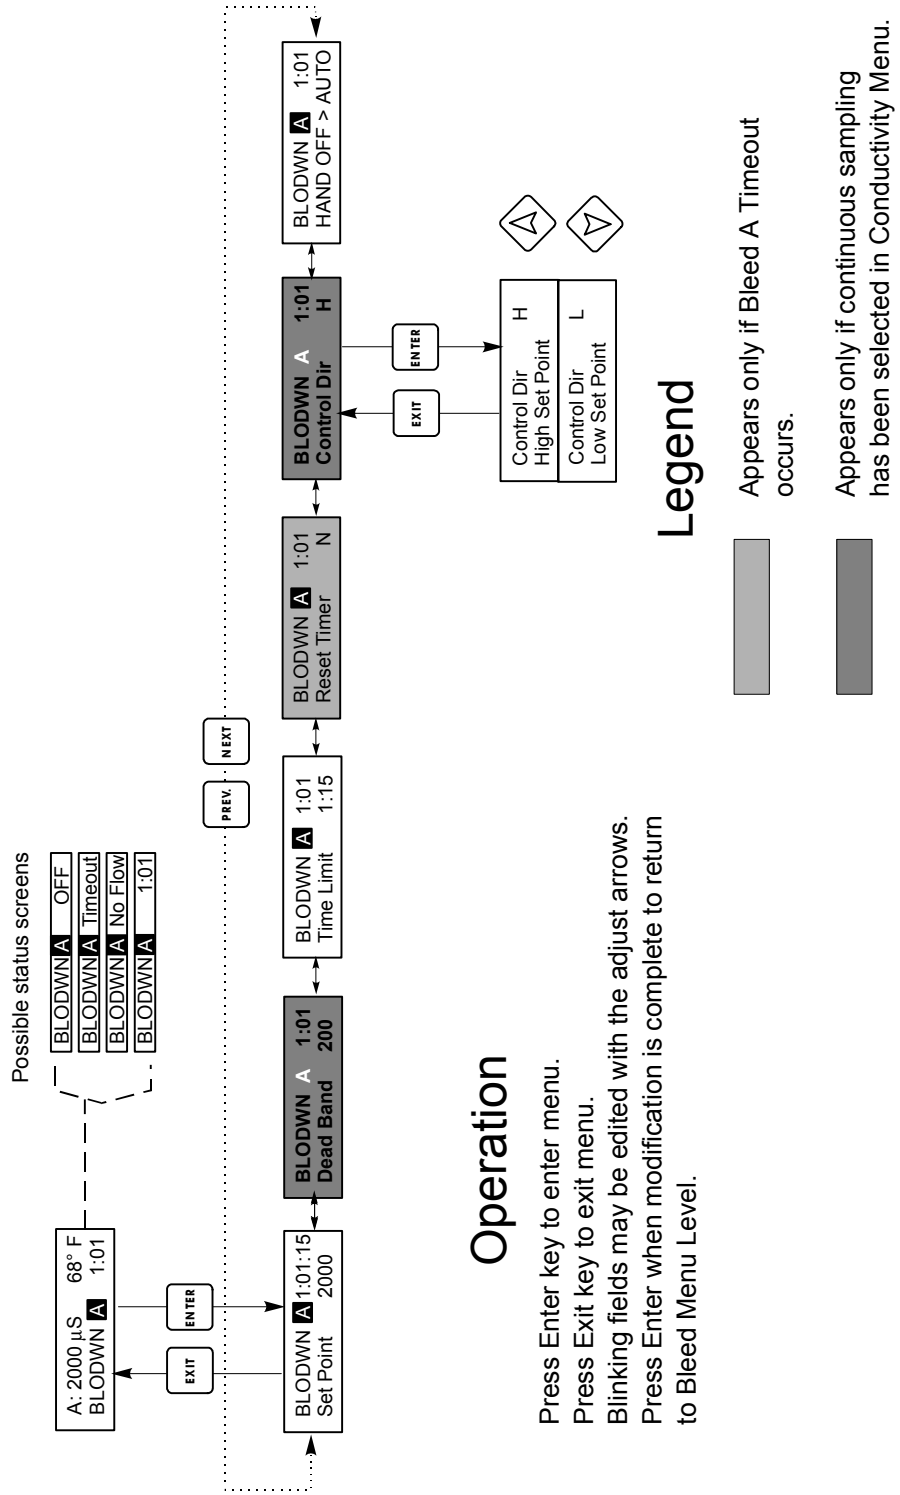 Possible status screens
BLODWN A OFF
BLODWN A Timeout
BLODWN A No Flow
BLODWN A 1:01
A: 2000 µS 68° F
BLODWN A 1:01
EXIT
ENTER
PREV.
NEXT
BLODWN A 1:01:15
Set Point 2000
BLODWN A 1:01
Dead Band 200
BLODWN A 1:01
Time Limit 1:15
BLODWN A 1:01
Reset Timer N
BLODWN A 1:01
Control Dir H
BLODWN A 1:01
HAND OFF > AUTO
EXIT
ENTER
Control Dir H
High Set Point
Control Dir L
Low Set Point
Operation
Press Enter key to enter menu.
Press Exit key to exit menu.
Blinking fields may be edited with the adjust arrows.
Press Enter when modification is complete to return
to Bleed Menu Level.
Legend
Appears only if Bleed A Timeout
occurs.
Appears only if continuous sampling
has been selected in Conductivity Menu.